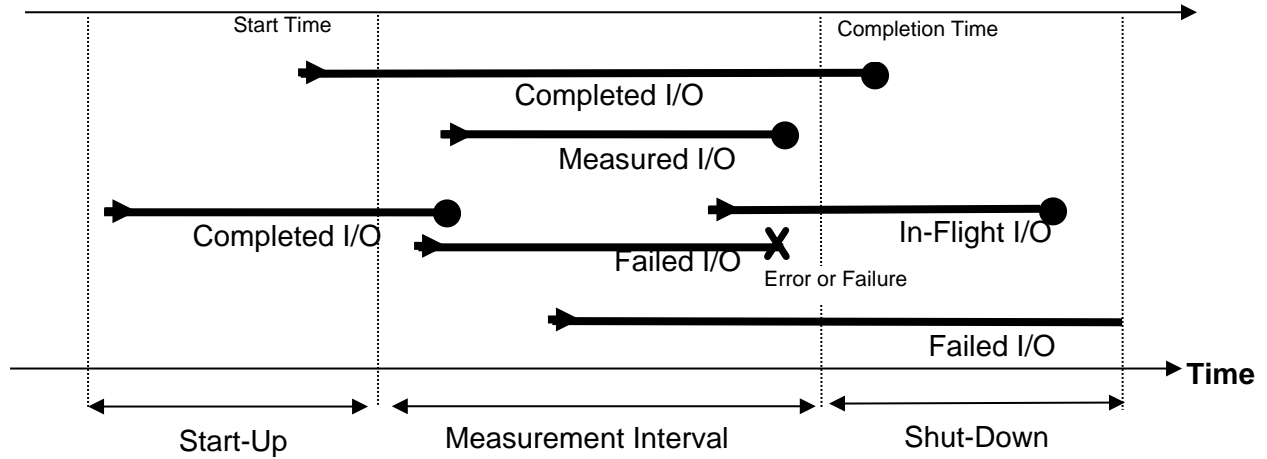 Start Time
Completion Time
Completed I/O
Measured I/O
Completed I/O
In-Flight I/O
Failed I/O
Error or Failure
Failed I/O
Time
Start-Up
Measurement Interval
Shut-Down